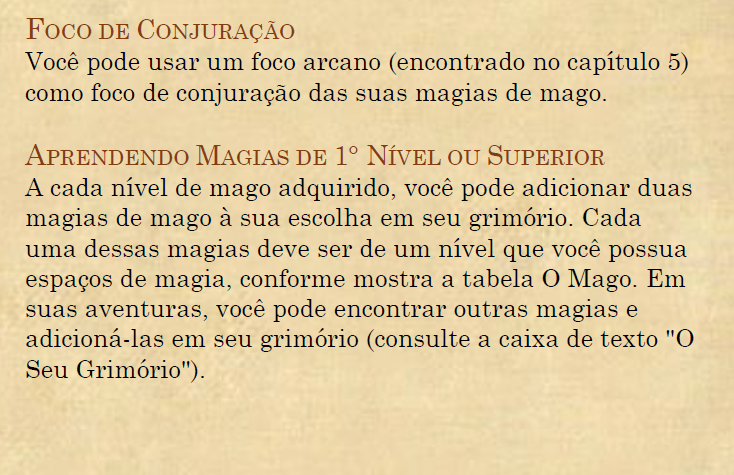 Foco de Conjuração
Você pode usar um foco arcano (encontrado no capítulo 5)
como foco de conjuração das suas magias de mago.
Aprendendo Magias de 1° Nível ou Superior
A cada nível de mago adquirido, você pode adicionar duas
magias de mago à sua escolha em seu grimório. Cada
uma dessas magias deve ser de um nível que você possua
espaços de magia, conforme mostra a tabela O Mago. Em
suas aventuras, você pode encontrar outras magias e
adicioná-las em seu grimório (consulte a caixa de texto "O
Seu Grimório").